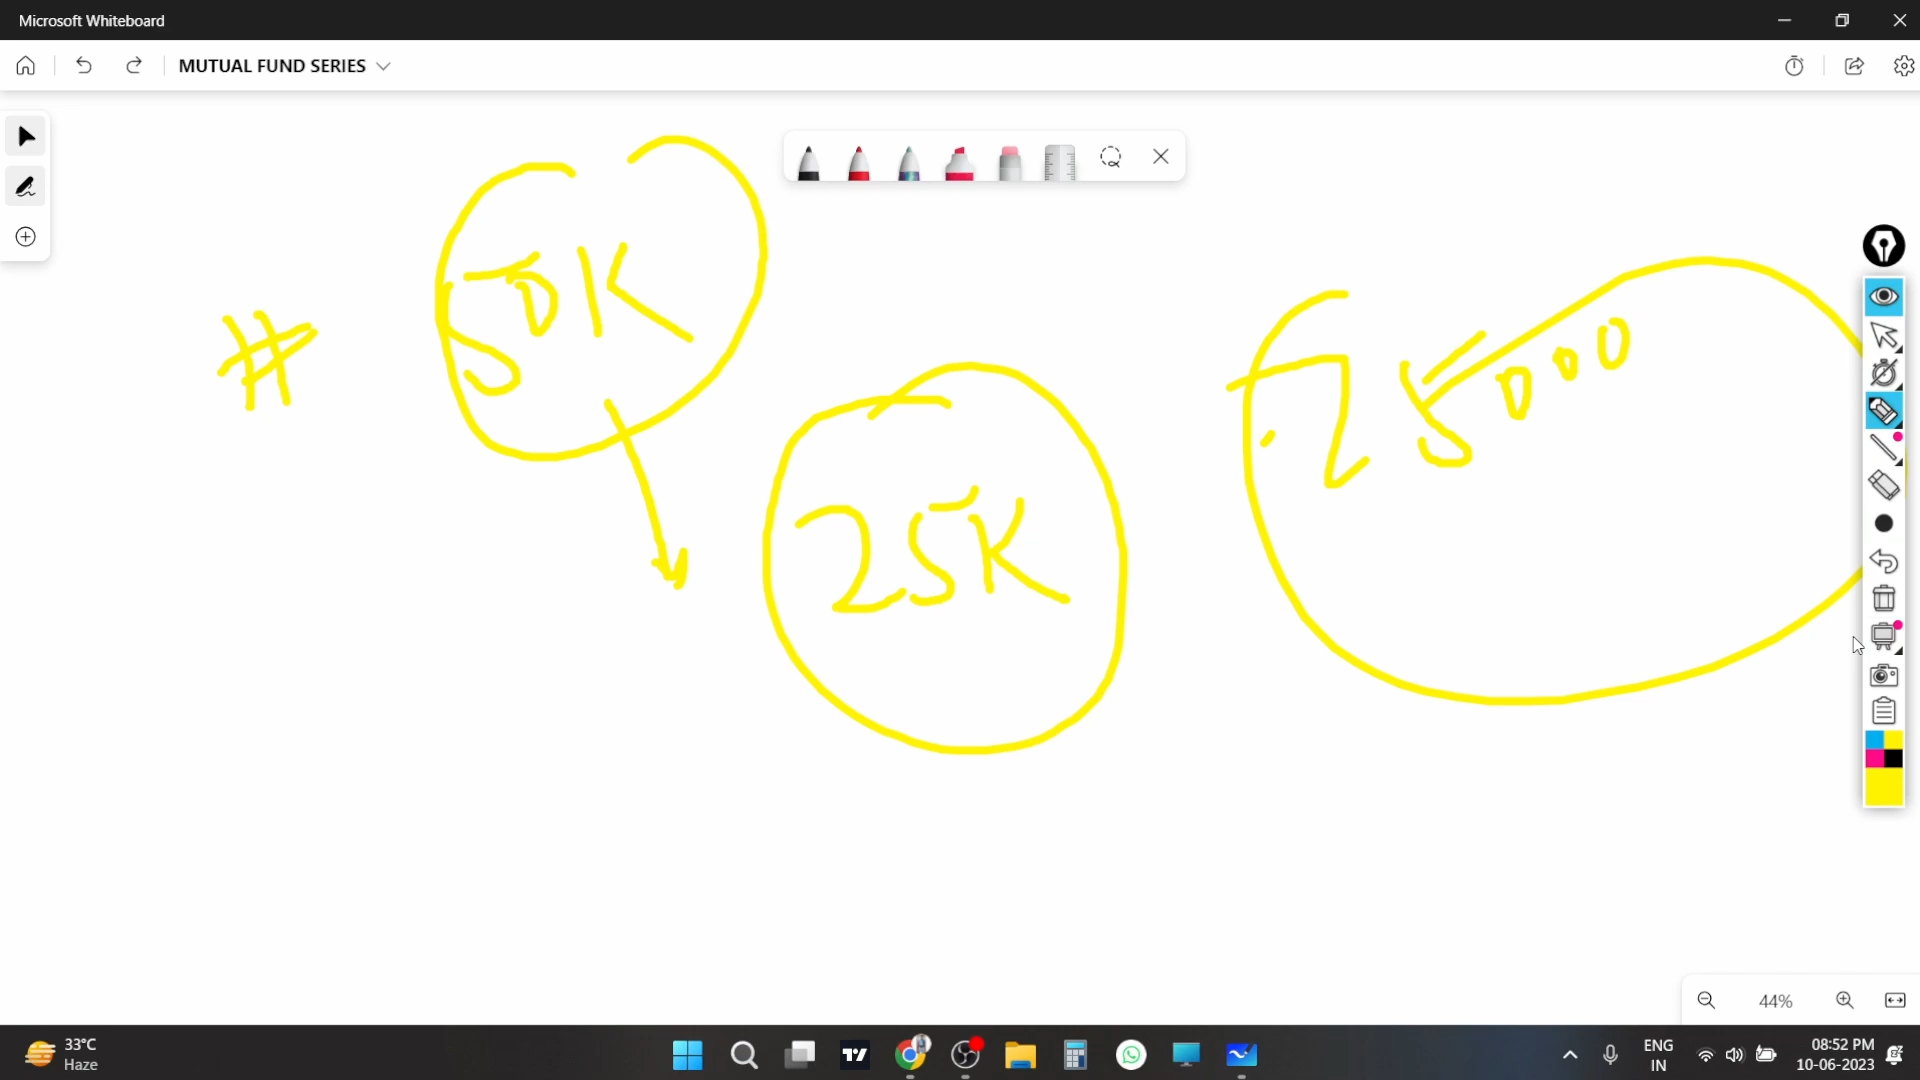 Microsoft Whiteboard
MUTUAL FUND SERIES
#
50K
25K
25000
44%
33°C
Haze
ENG
IN
08:52 PM
10-06-2023